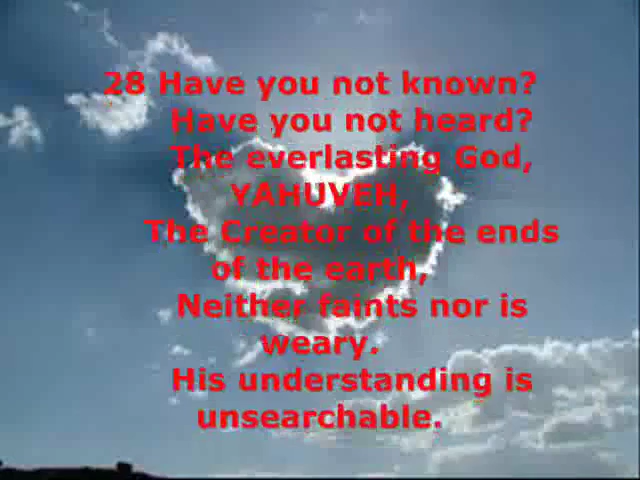 28 Have you not known?
Have you not heard?
The everlasting God,
YAHUVEH,
The Creator of the ends
of the earth,
Neither faints nor is
weary.
His understanding is
unsearchable.